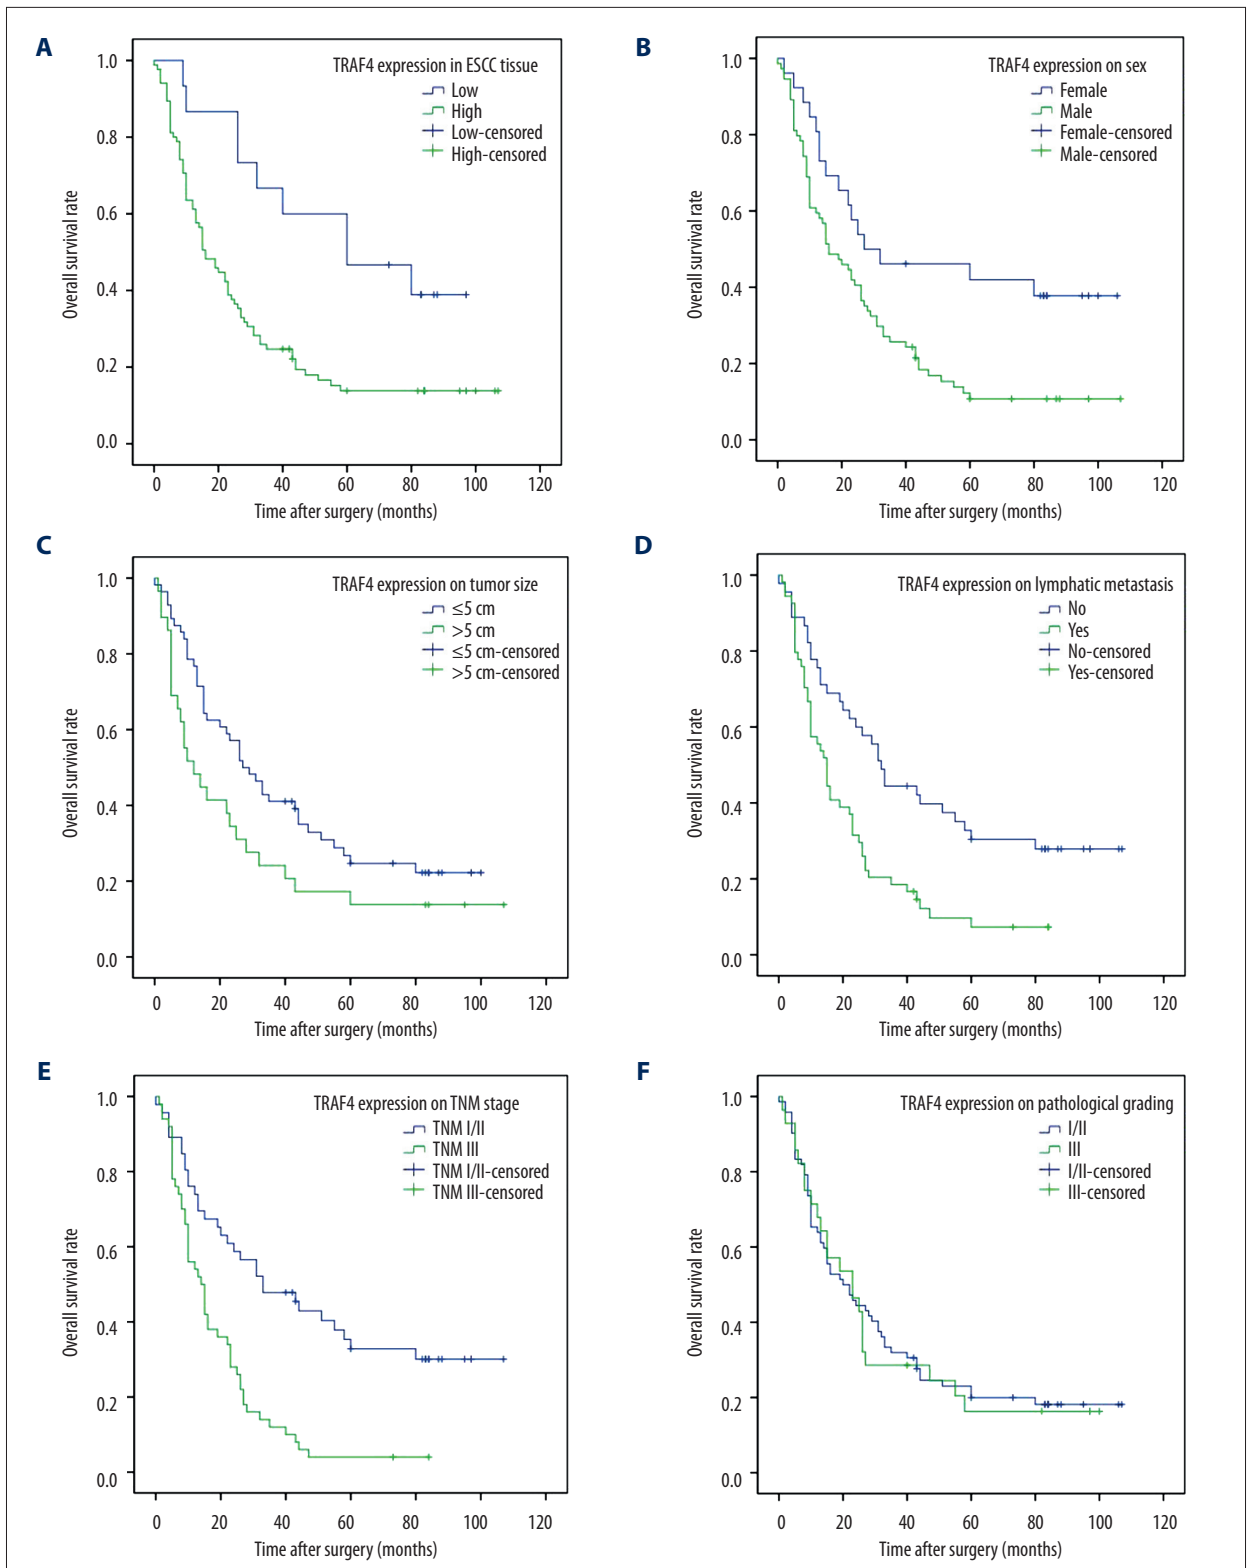 A
TRAF4 expression in ESCC tissue
Low
High
Low-censored
High-censored
Overall survival rate
1.0
0.8
0.6
0.4
0.2
0.0
0 20 40 60 80 100 120
Time after surgery (months)
B
TRAF4 expression on sex
Female
Male
Female-censored
Male-censored
Overall survival rate
1.0
0.8
0.6
0.4
0.2
0.0
0 20 40 60 80 100 120
Time after surgery (months)
C
TRAF4 expression on tumor size
≤5 cm
>5 cm
≤5 cm-censored
>5 cm-censored
Overall survival rate
1.0
0.8
0.6
0.4
0.2
0.0
0 20 40 60 80 100 120
Time after surgery (months)
D
TRAF4 expression on lymphatic metastasis
No
Yes
No-censored
Yes-censored
Overall survival rate
1.0
0.8
0.6
0.4
0.2
0.0
0 20 40 60 80 100 120
Time after surgery (months)
E
TRAF4 expression on TNM stage
TNM I/II
TNM III
TNM I/II-censored
TNM III-censored
Overall survival rate
1.0
0.8
0.6
0.4
0.2
0.0
0 20 40 60 80 100 120
Time after surgery (months)
F
TRAF4 expression on pathological grading
I/II
III
I/II-censored
III-censored
Overall survival rate
1.0
0.8
0.6
0.4
0.2
0.0
0 20 40 60 80 100 120
Time after surgery (months)